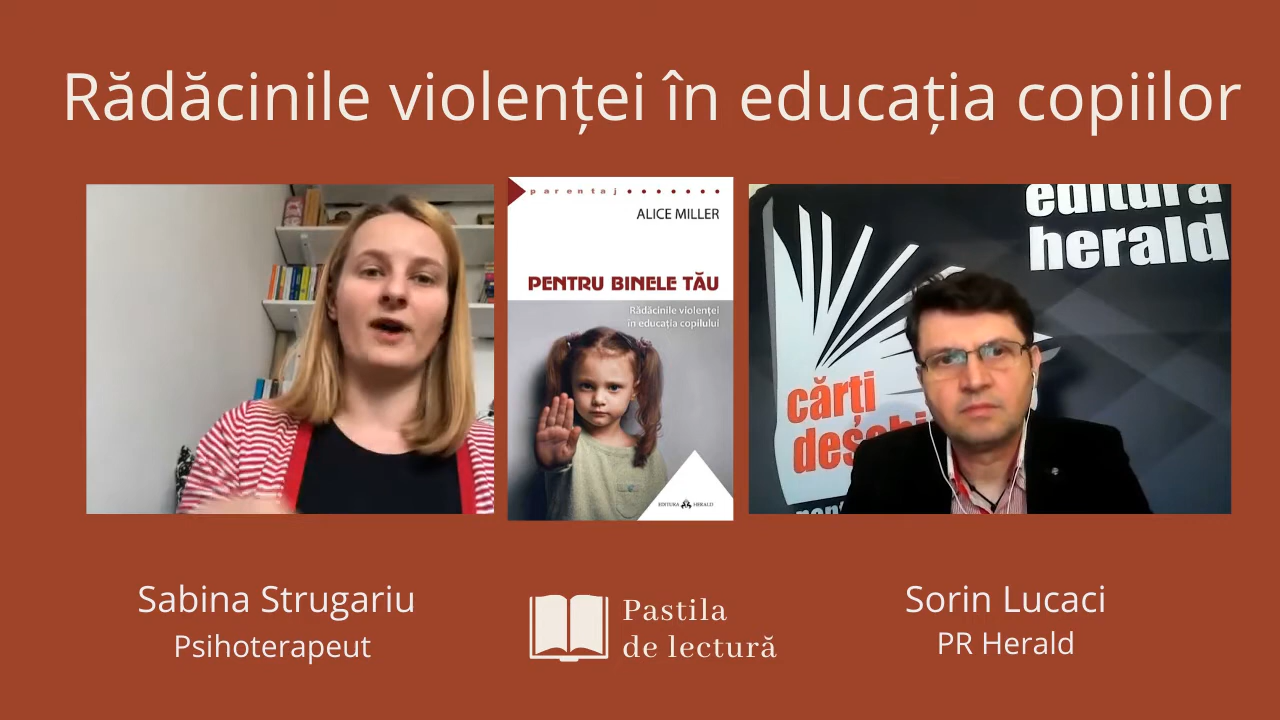 Rădăcinile violenței în educația copiilor
parentaj
ALICE MILLER
PENTRU BINELE TĂU
Rădăcinile violenței
în educația copilului
EDITURA HERALD
editura
herald
cărți
Sabina Strugariu
Psihoterapeut
Pastila
de lectură
Sorin Lucaci
PR Herald